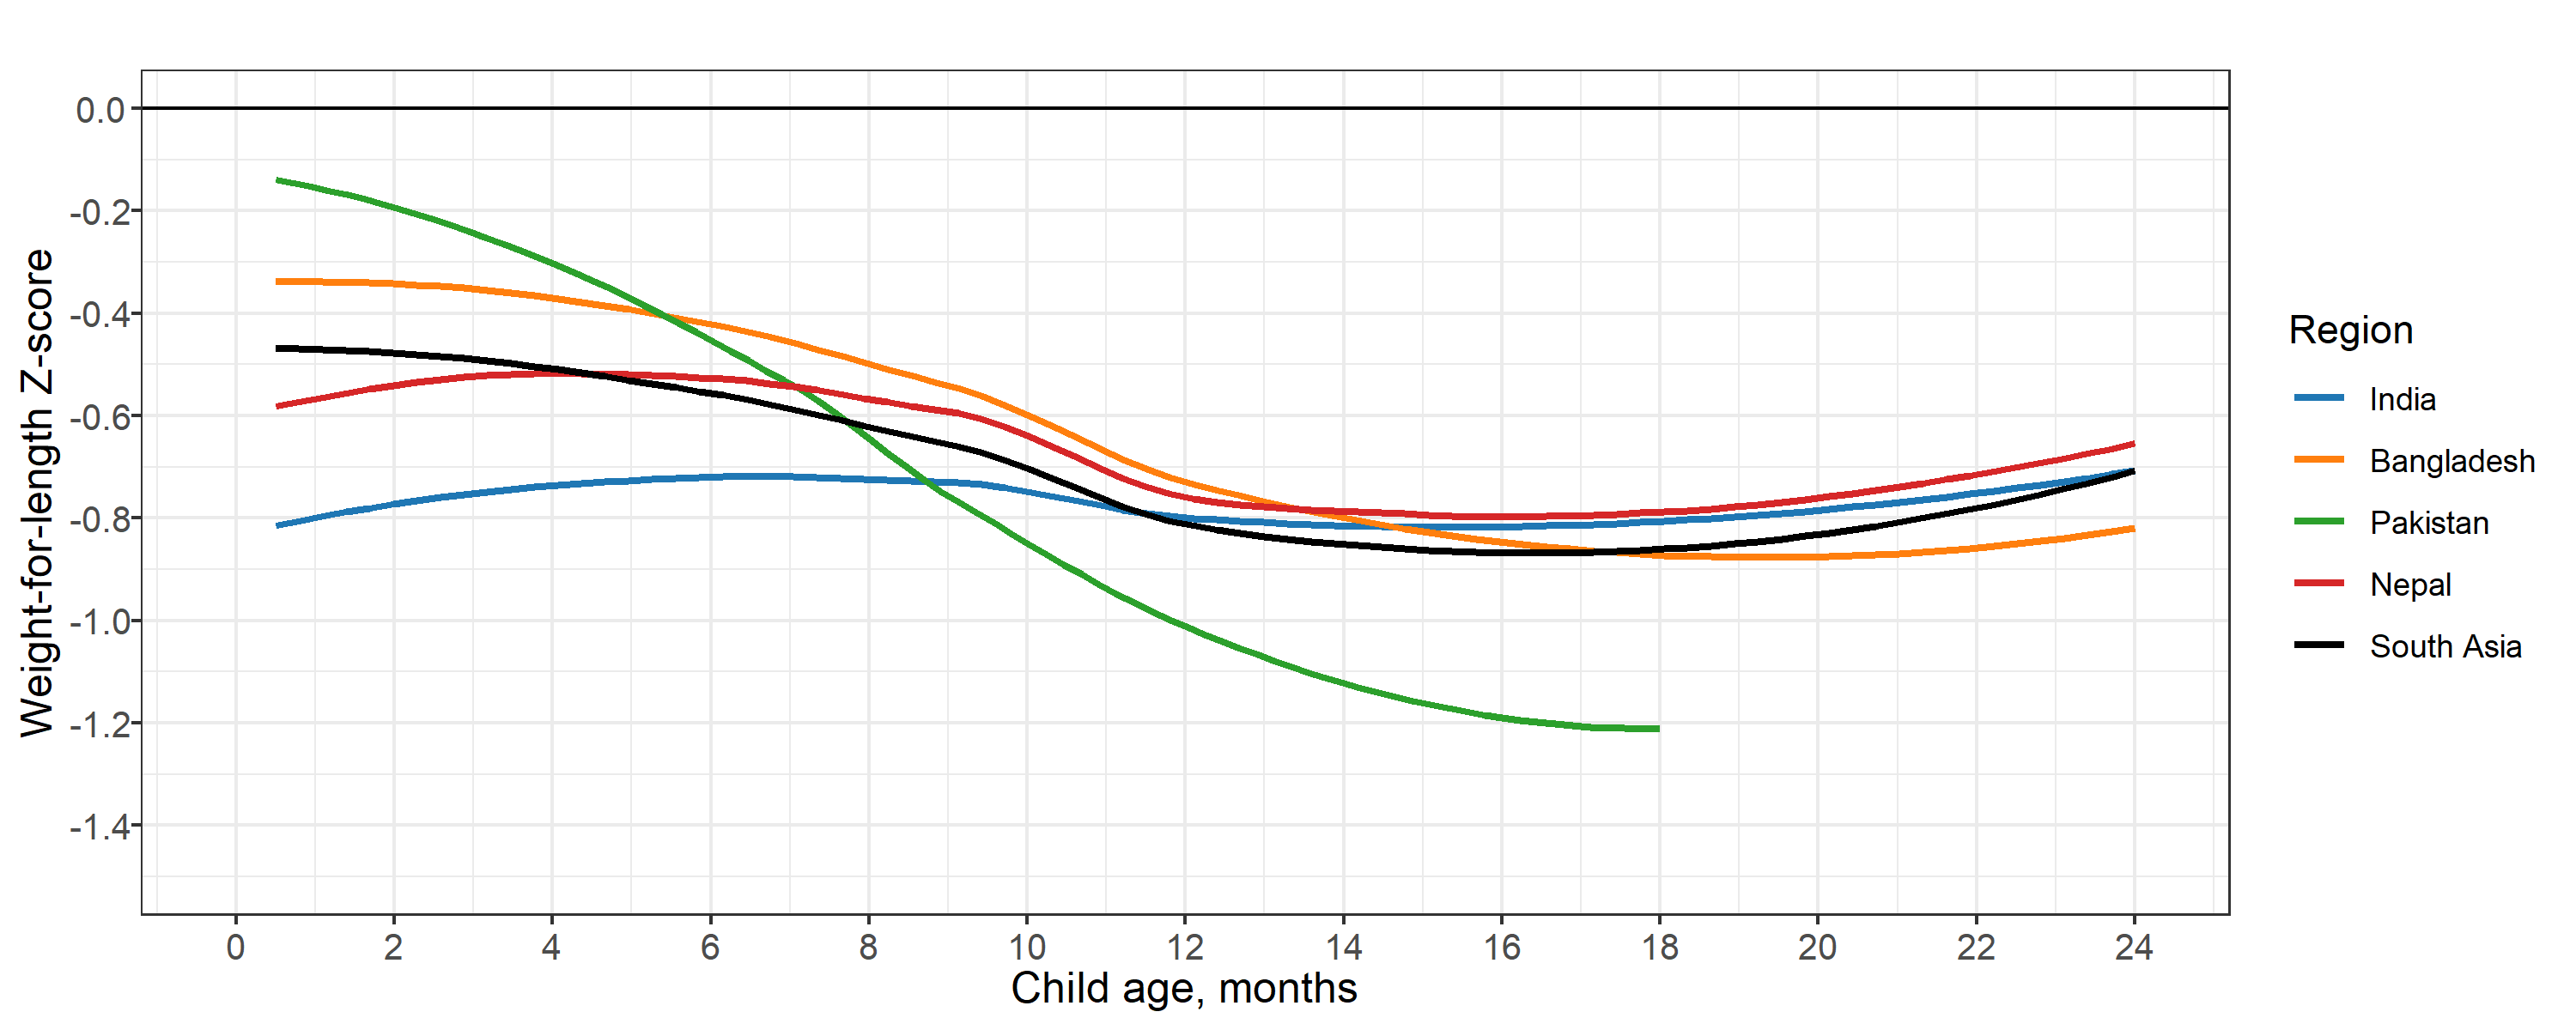 0.0
-0.2
-0.4
-0.6
-0.8
-1.0
-1.2
-1.4
Weight-for-length Z-score
0 2 4 6 8 10 12 14 16 18 20 22 24
Child age, months
Region
India
Bangladesh
Pakistan
Nepal
South Asia